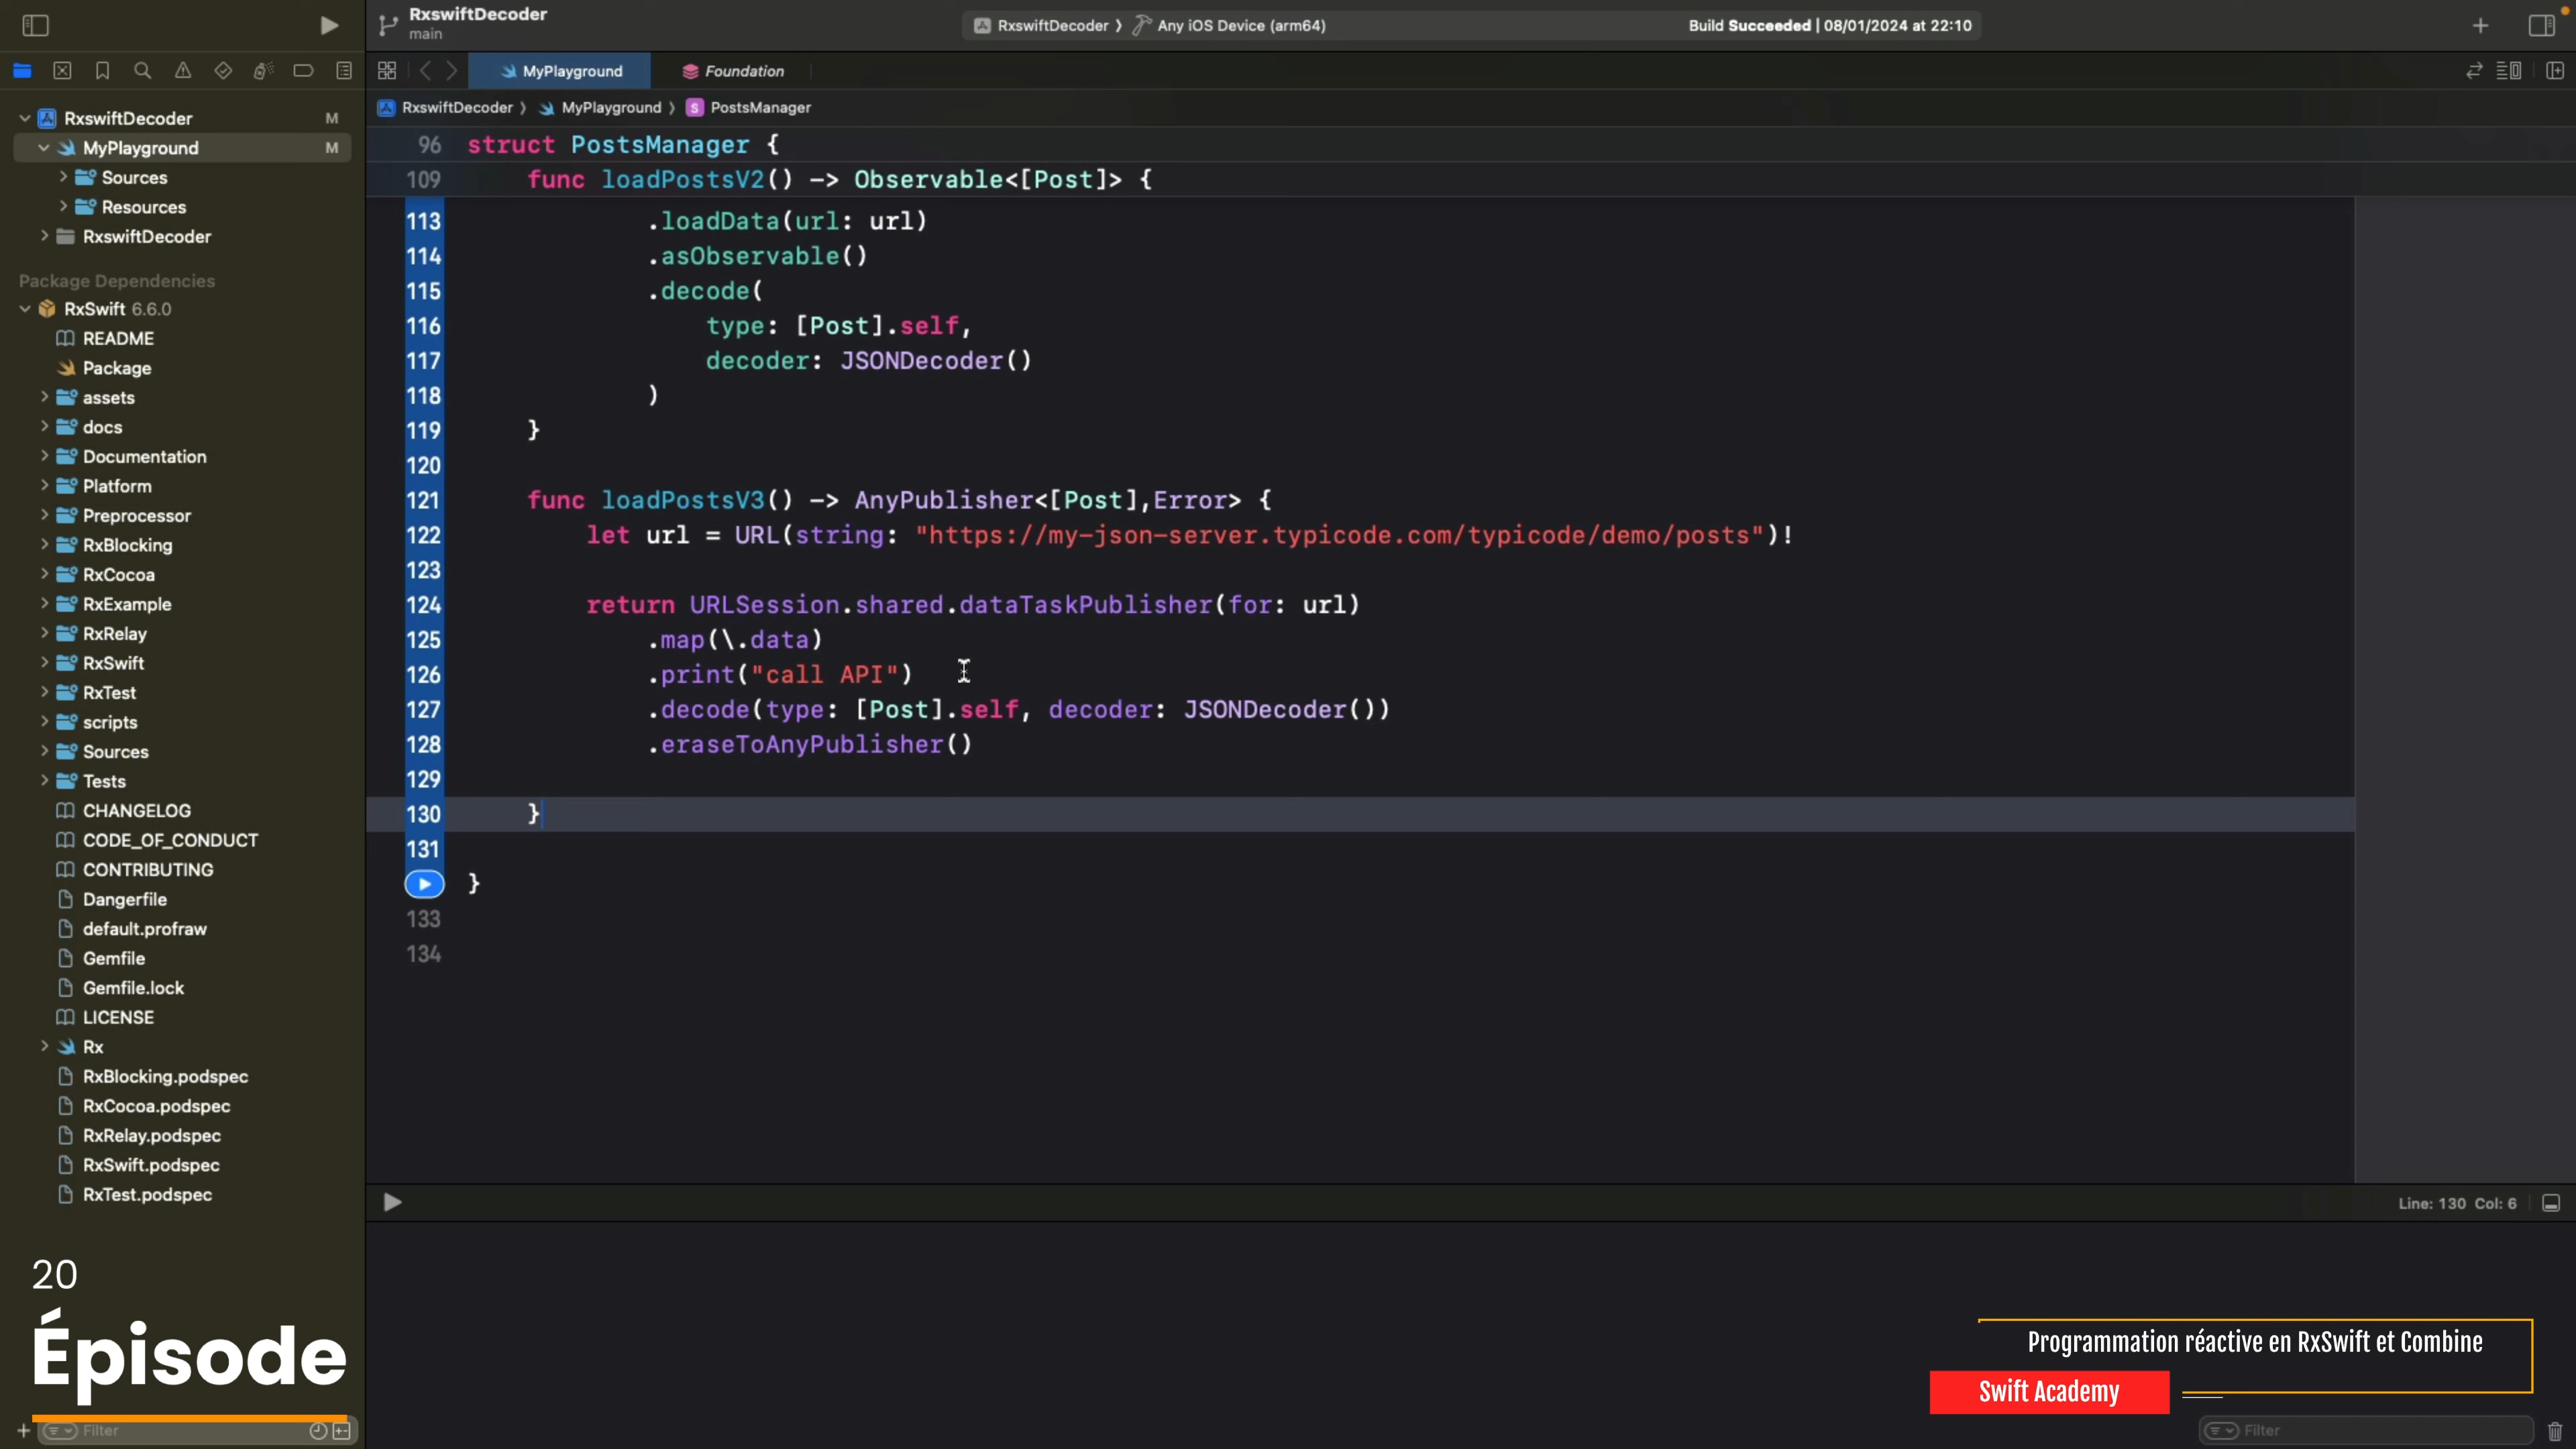 RxswiftDecoder
main
RxswiftDecoder 〉 Any iOS Device (arm64)
Build Succeeded | 08/01/2024 at 22:10
MyPlayground
Foundation
RxswiftDecoder 〉 MyPlayground 〉 S PostsManager
RxswiftDecoder M
MyPlayground M
Sources
Resources
RxswiftDecoder
Package Dependencies
RxSwift 6.6.0
README
Package
assets
docs
Documentation
Platform
Preprocessor
RxBlocking
RxCocoa
RxExample
RxRelay
RxSwift
RxTest
scripts
Sources
Tests
CHANGELOG
CODE_OF_CONDUCT
CONTRIBUTING
Dangerfile
default.profraw
Gemfile
Gemfile.lock
LICENSE
Rx
RxBlocking.podspec
RxCocoa.podspec
RxRelay.podspec
RxSwift.podspec
RxTest.podspec
96 struct PostsManager {
109 func loadPostsV2() -> Observable<[Post]> {
113 .loadData(url: url)
114 .asObservable()
115 .decode(
116 type: [Post].self,
117 decoder: JSONDecoder()
118 )
119 }
120
121 func loadPostsV3() -> AnyPublisher<[Post],Error> {
122 let url = URL(string: "https://my-json-server.typicode.com/typicode/demo/posts")!
123
124 return URLSession.shared.dataTaskPublisher(for: url)
125 .map(\.data)
126 .print("call API")
127 .decode(type: [Post].self, decoder: JSONDecoder())
128 .eraseToAnyPublisher()
129
130 }
131
}
133
134
Line: 130 Col: 6
20
Épisode
Filter
Programmation réactive en RxSwift et Combine
Swift Academy
Filter